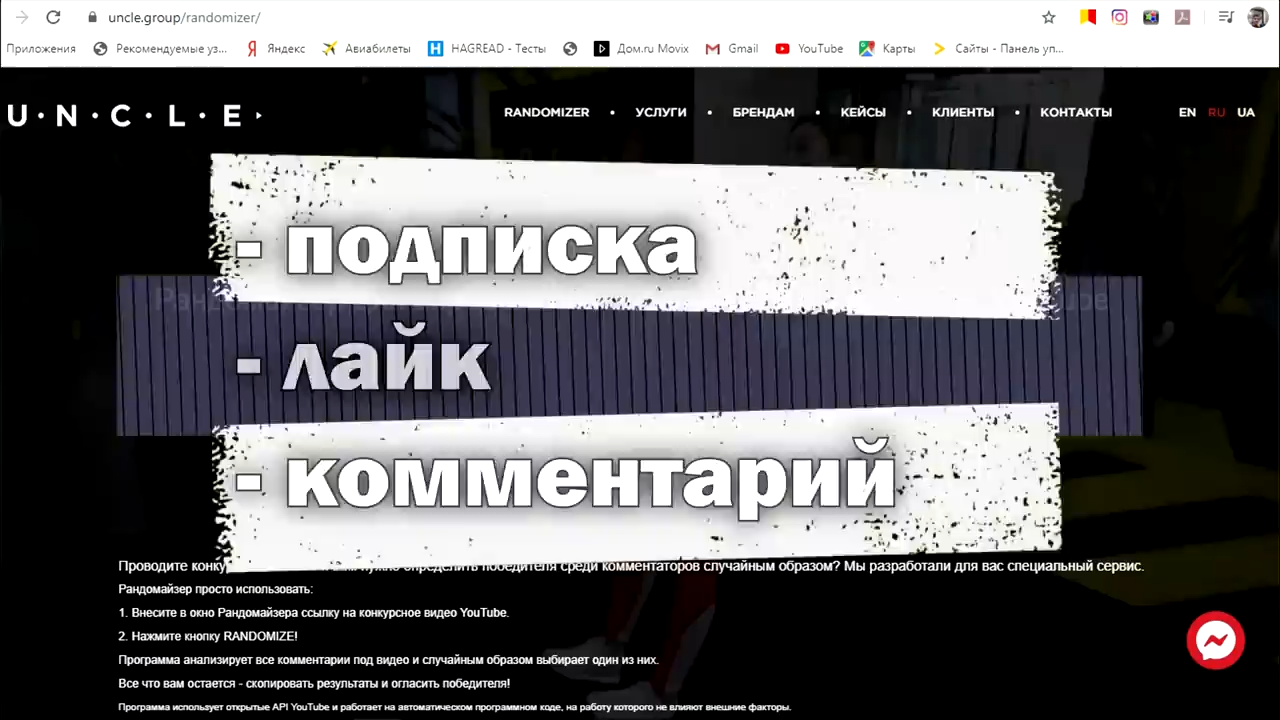 uncle.group/randomizer/
Приложения Рекомендуемые уз... Яндекс Авиабилеты HAGREAD - Тесты Дом.ru Movix Gmail YouTube Карты Сайты - Панель уп...
U·N·C·L·E· RANDOMIZER • УСЛУГИ • БРЕНДАМ • КЕЙСЫ • КЛИЕНТЫ • КОНТАКТЫ EN RU UA
- подписка
- лайк
- комментарий
Проводите конку определить победителя среди комментаторов случайным образом? Мы разработали для вас специальный сервис.
Рандомайзер просто использовать:
1. Внесите в окно Рандомайзера ссылку на конкурсное видео YouTube.
2. Нажмите кнопку RANDOMIZE!
Программа анализирует все комментарии под видео и случайным образом выбирает один из них.
Все что вам остается - скопировать результаты и огласить победителя!
Программа использует открытые API YouTube и работает на автоматическом программном коде, на работу которого не влияют внешние факторы.